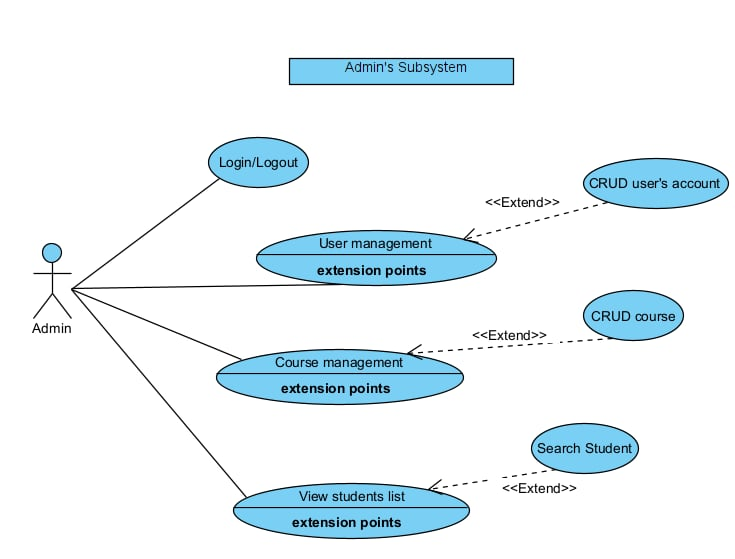 Admin's Subsystem
Login/Logout
CRUD user's account
<<Extend>>
User management
extension points
Admin
CRUD course
<<Extend>>
Course management
extension points
Search Student
<<Extend>>
View students list
extension points